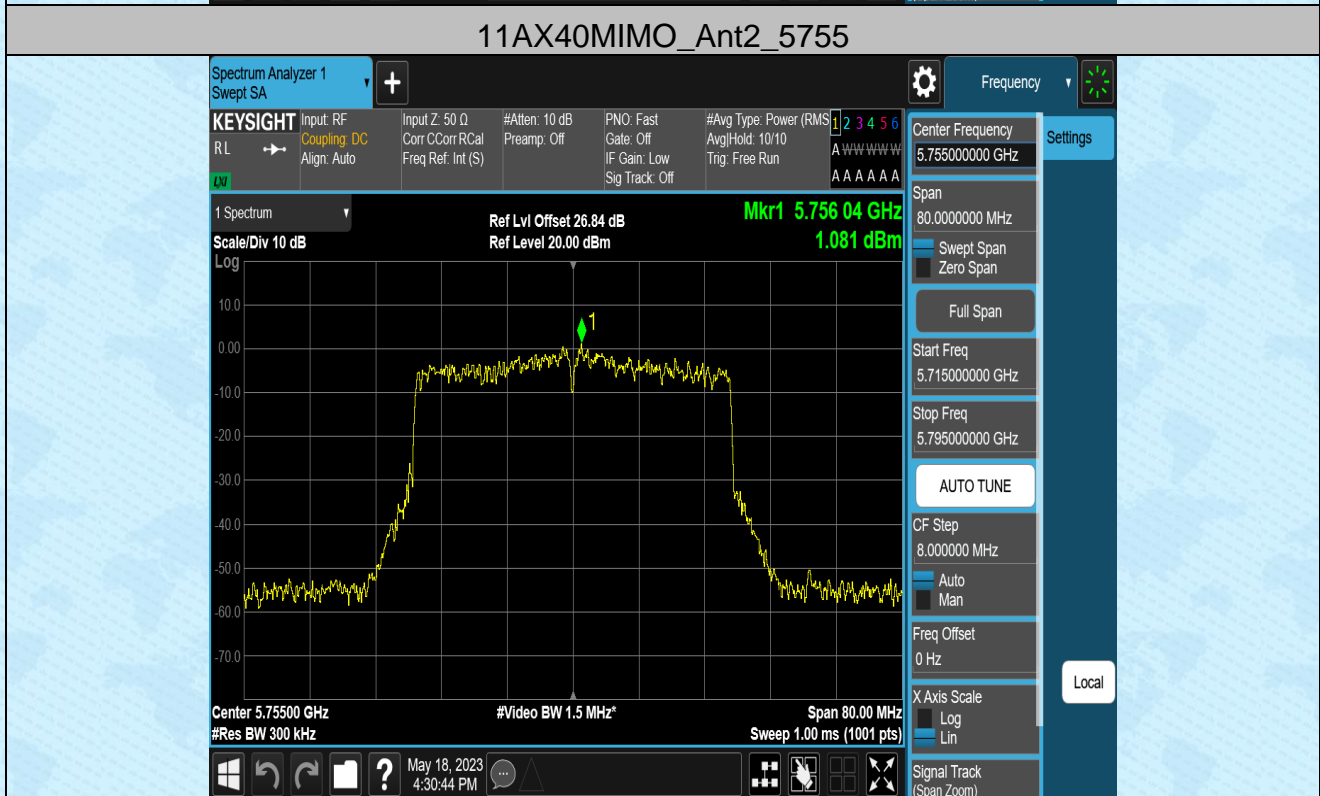 11AX40MIMO_Ant2_5755
Spectrum Analyzer 1
Swept SA
+
Frequency
KEYSIGHT
RL
LXI
Input: RF
Coupling: DC
Align: Auto
Input Z: 50 Ω
Corr CCorr RCal
Freq Ref: Int (S)
#Atten: 10 dB
Preamp: Off
PNO: Fast
Gate: Off
IF Gain: Low
Sig Track: Off
#Avg Type: Power (RMS
Avg|Hold: 10/10
Trig: Free Run
1 2 3 4 5 6
A W W W W W
A A A A A A
1 Spectrum
Scale/Div 10 dB
Log
Ref Lvl Offset 26.84 dB
Ref Level 20.00 dBm
Mkr1 5.756 04 GHz
1.081 dBm
10.0
0.00
-10.0
-20.0
-30.0
-40.0
-50.0
-60.0
-70.0
1
Center 5.75500 GHz
#Res BW 300 kHz
#Video BW 1.5 MHz*
Span 80.00 MHz
Sweep 1.00 ms (1001 pts)
?
May 18, 2023
4:30:44 PM
Center Frequency
5.755000000 GHz
Settings
Span
80.0000000 MHz
Swept Span
Zero Span
Full Span
Start Freq
5.715000000 GHz
Stop Freq
5.795000000 GHz
AUTO TUNE
CF Step
8.000000 MHz
Auto
Man
Freq Offset
0 Hz
X Axis Scale
Log
Lin
Local
Signal Track
(Span Zoom)